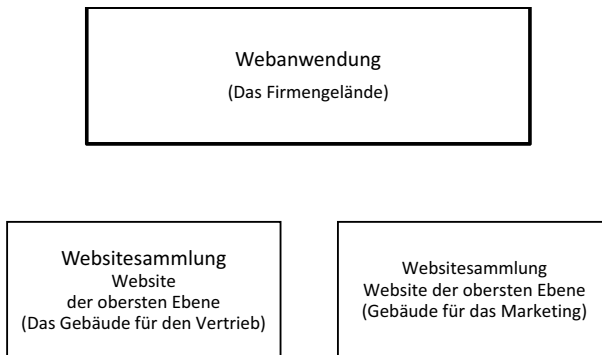 Webanwendung
(Das Firmengelände)
Websitesammlung
Website
der obersten Ebene
(Das Gebäude für den Vertrieb)
Websitesammlung
Website der obersten Ebene
(Gebäude für das Marketing)